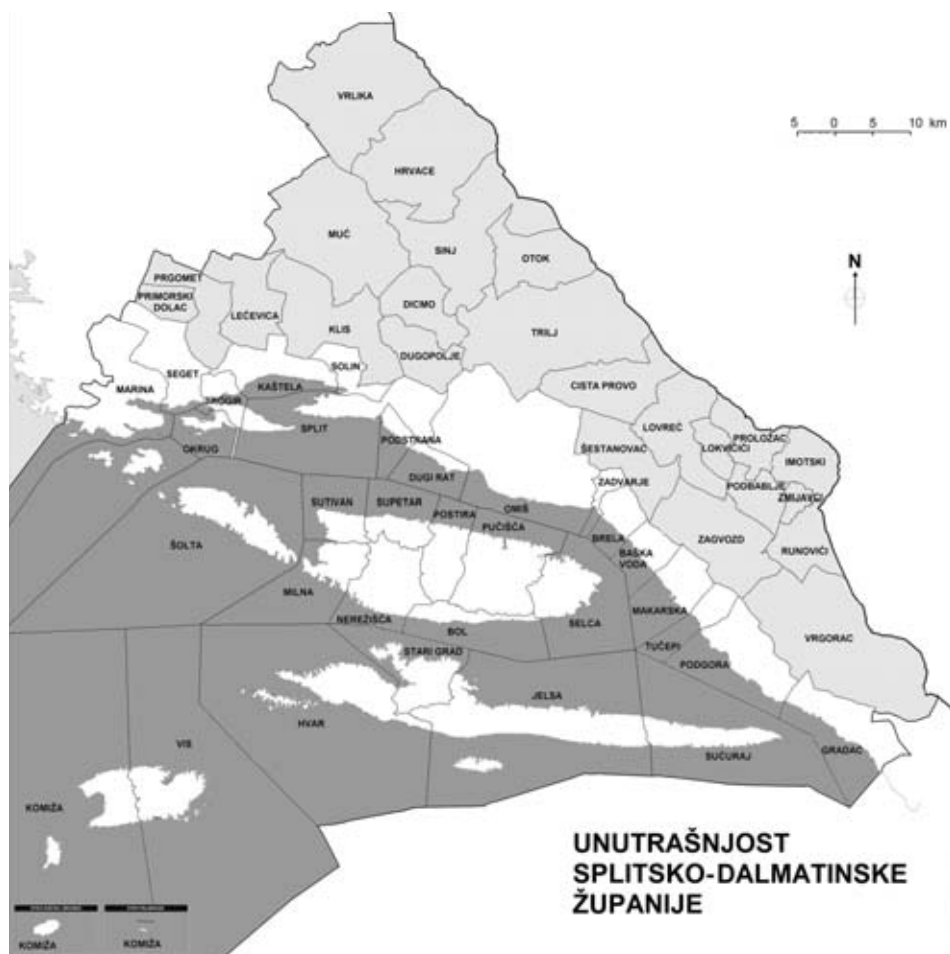 VRLIKA
5 0 5 10 km
HRVACE
MUĆ
SINJ
OTOK
N
PRGOMET
PRIMORSKI
DOLAC
LEĆEVICA
DICMO
KLIS
TRILJ
DUGOPOLJE
SOLIN
SEGET
MARINA
KAŠTELA
CISTA PROVO
SPLIT
OKRUG
PODSTRANA
LOVREĆ
PROLOŽAC
LOKVIČIĆI
IMOTSKI
ŠESTANOVAC
ZADVARJE
PODBABLJE
ZMIJAVCI
DUGI RAT
SUTIVAN
SUPETAR
POSTIRA
OMIŠ
PUČIŠĆA
BRELA
BAŠKA
VODA
ZAGVOZD
RUNOVIĆI
ŠOLTA
MILNA
NEREŽIŠĆA
BOL
SELCA
MAKARSKA
TUČEPI
PODGORA
VRGORAC
STARI GRAD
JELSA
HVAR
SUĆURAJ
GRADAC
VIS
KOMIŽA
UNUTRAŠNJOST
SPLITSKO-DALMATINSKE
ŽUPANIJE
KOMIŽA
KOMIŽA